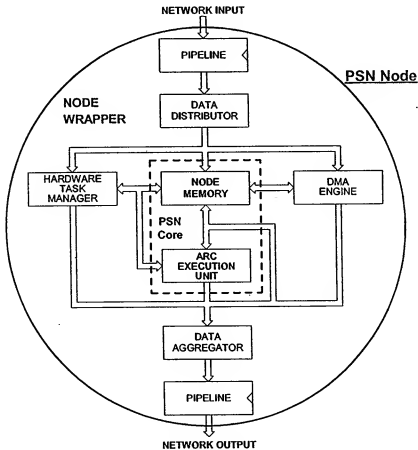 NETWORK INPUT
PIPELINE
PSN Node
NODE
WRAPPER
DATA
DISTRIBUTOR
HARDWARE
TASK
MANAGER
NODE
MEMORY
DMA
ENGINE
PSN
Core
ARC
EXECUTION
UNIT
DATA
AGGREGATOR
PIPELINE
NETWORK OUTPUT